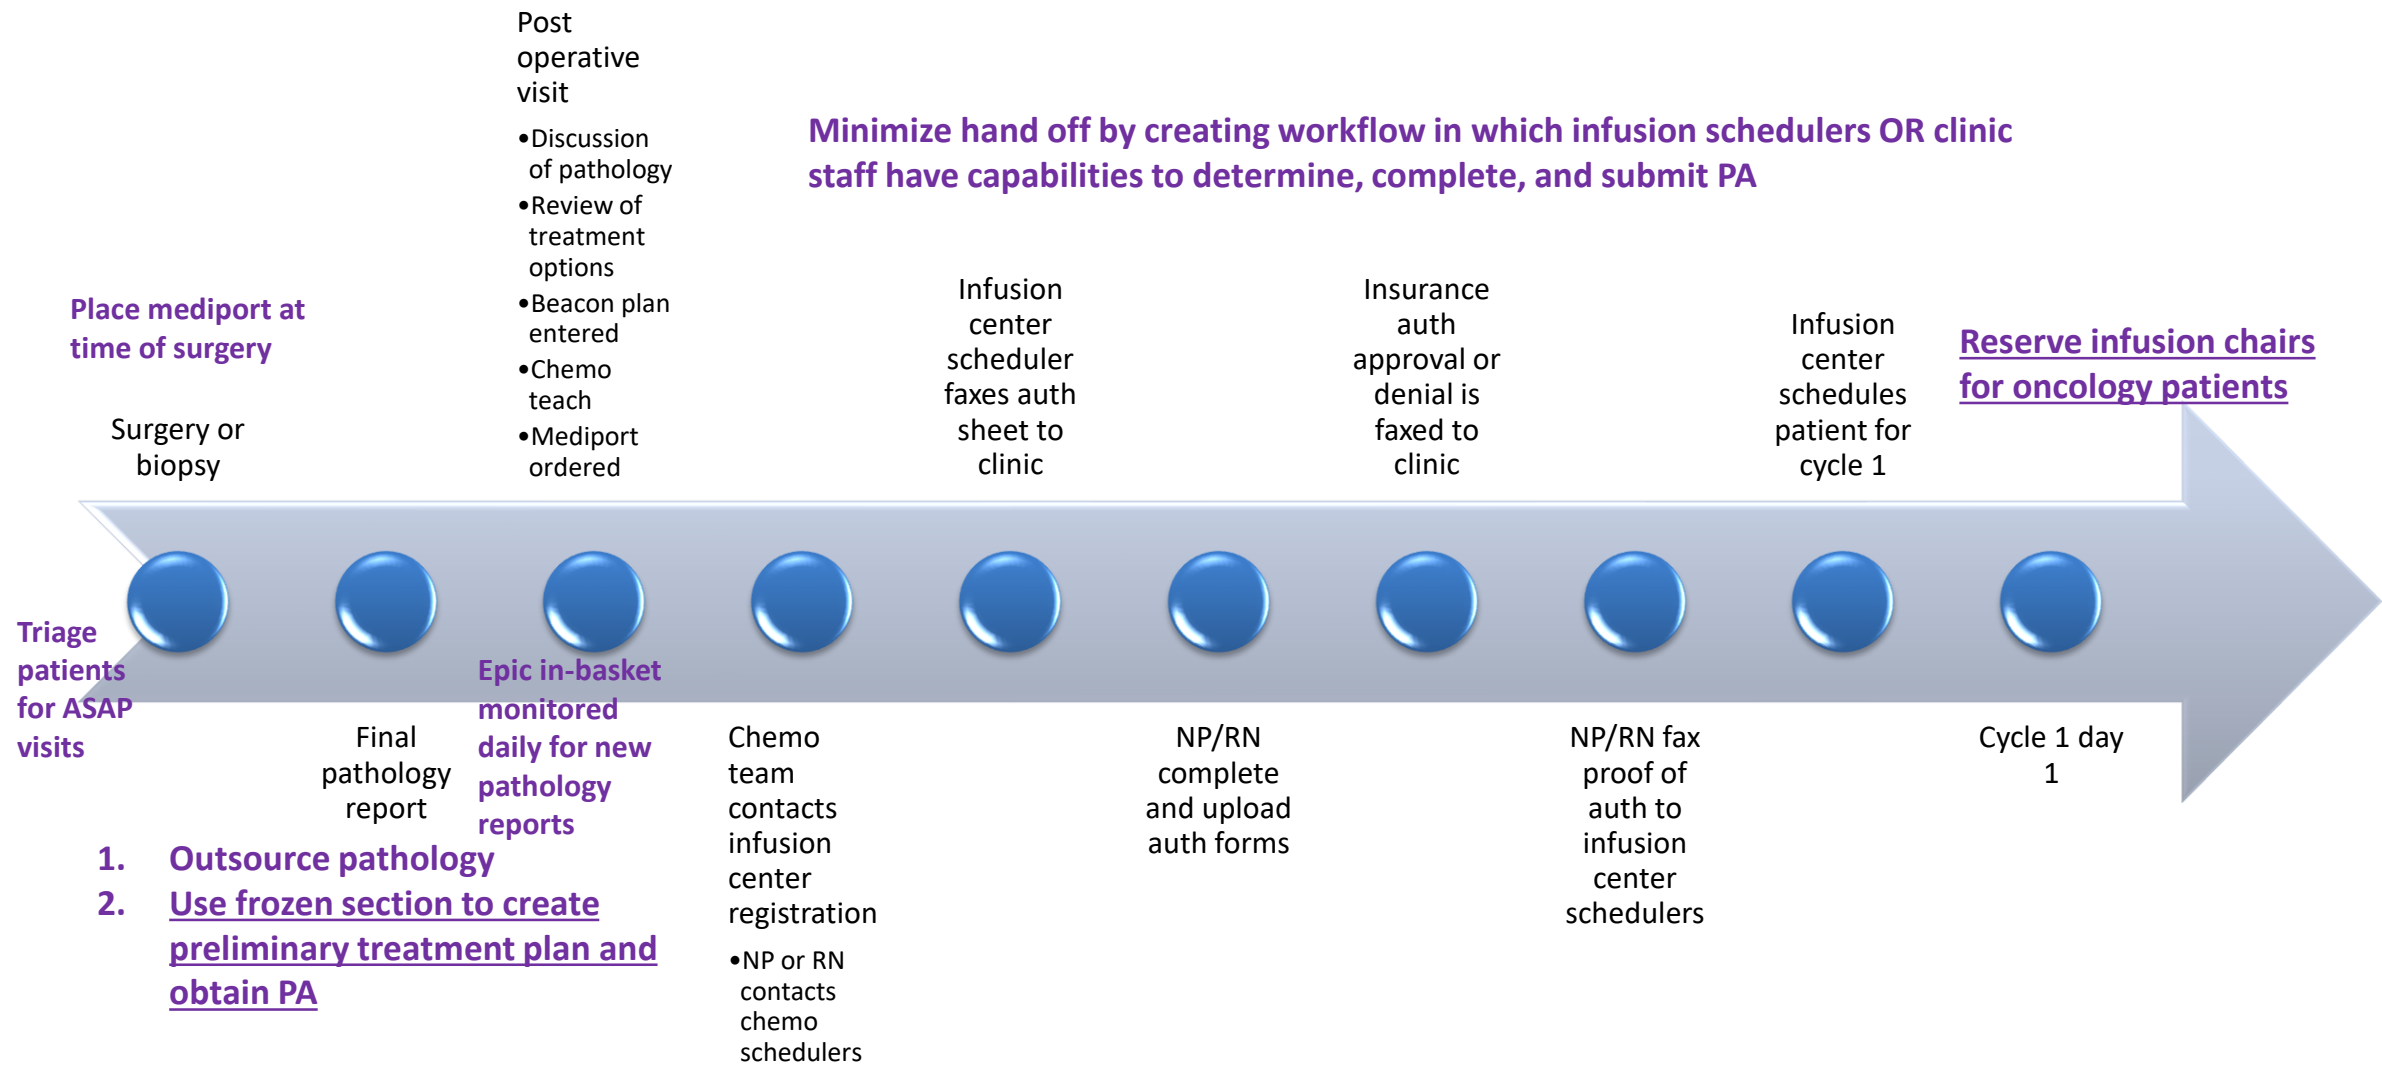 Post
operative
visit
•Discussion
of pathology
•Review of
treatment
options
•Beacon plan
entered
•Chemo
teach
•Mediport
ordered
Minimize hand off by creating workflow in which infusion schedulers OR clinic
staff have capabilities to determine, complete, and submit PA
Place mediport at
time of surgery
Surgery or
biopsy
Infusion
center
scheduler
faxes auth
sheet to
clinic
Insurance
auth
approval or
denial is
faxed to
clinic
Infusion
center
schedules
patient for
cycle 1
Reserve infusion chairs
for oncology patients
Triage
patients
for ASAP
visits
Final
pathology
report
Epic in-basket
monitored
daily for new
pathology
reports
1. Outsource pathology
2. Use frozen section to create
preliminary treatment plan and
obtain PA
Chemo
team
contacts
infusion
center
registration
•NP or RN
contacts
chemo
schedulers
NP/RN
complete
and upload
auth forms
NP/RN fax
proof of
auth to
infusion
center
schedulers
Cycle 1 day
1